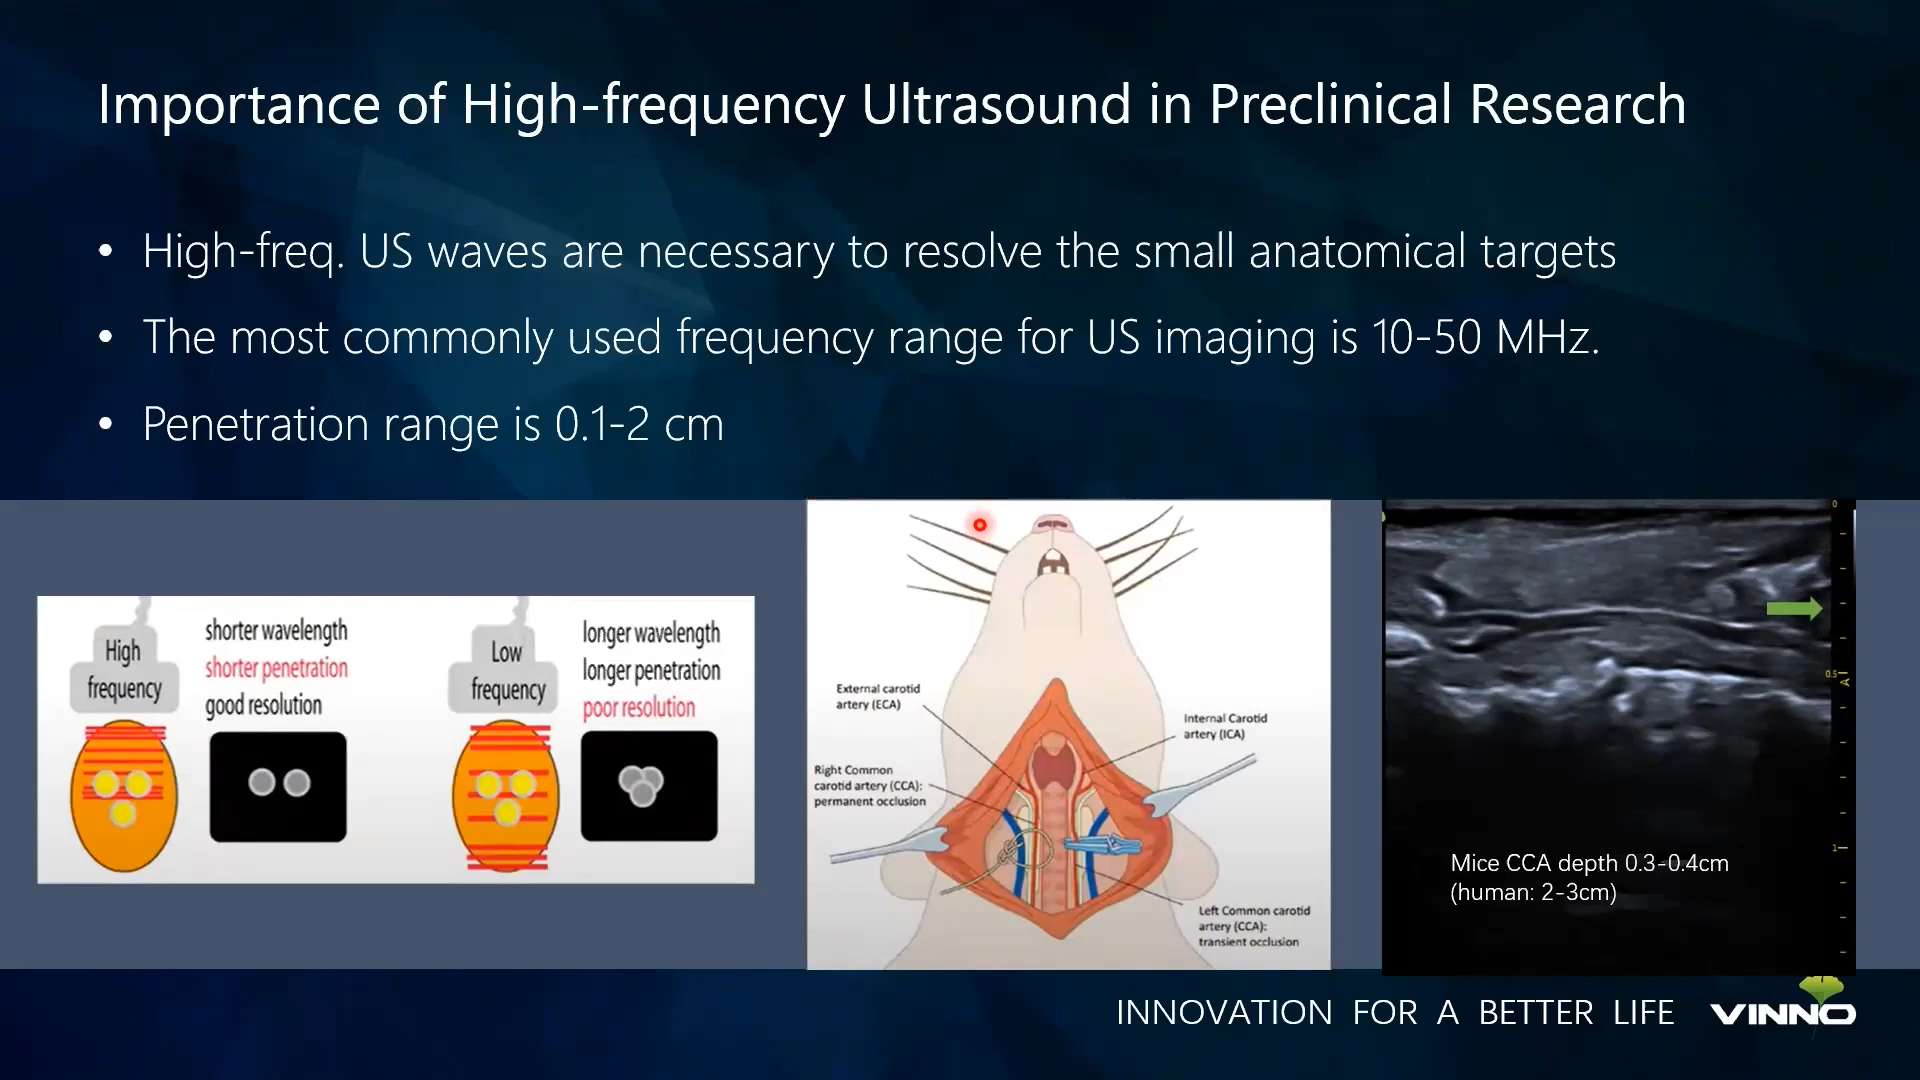 Importance of High-frequency Ultrasound in Preclinical Research
• High-freq. US waves are necessary to resolve the small anatomical targets
• The most commonly used frequency range for US imaging is 10-50 MHz.
• Penetration range is 0.1-2 cm
High
frequency
shorter wavelength
shorter penetration
good resolution
Low
frequency
longer wavelength
longer penetration
poor resolution
External carotid
artery (ECA)
Internal Carotid
artery (ICA)
Right Common
carotid artery (CCA):
permanent occlusion
Left Common carotid
artery (CCA):
transient occlusion
0
0.5
1
Mice CCA depth 0.3-0.4cm
(human: 2-3cm)
INNOVATION FOR A BETTER LIFE
VINNO